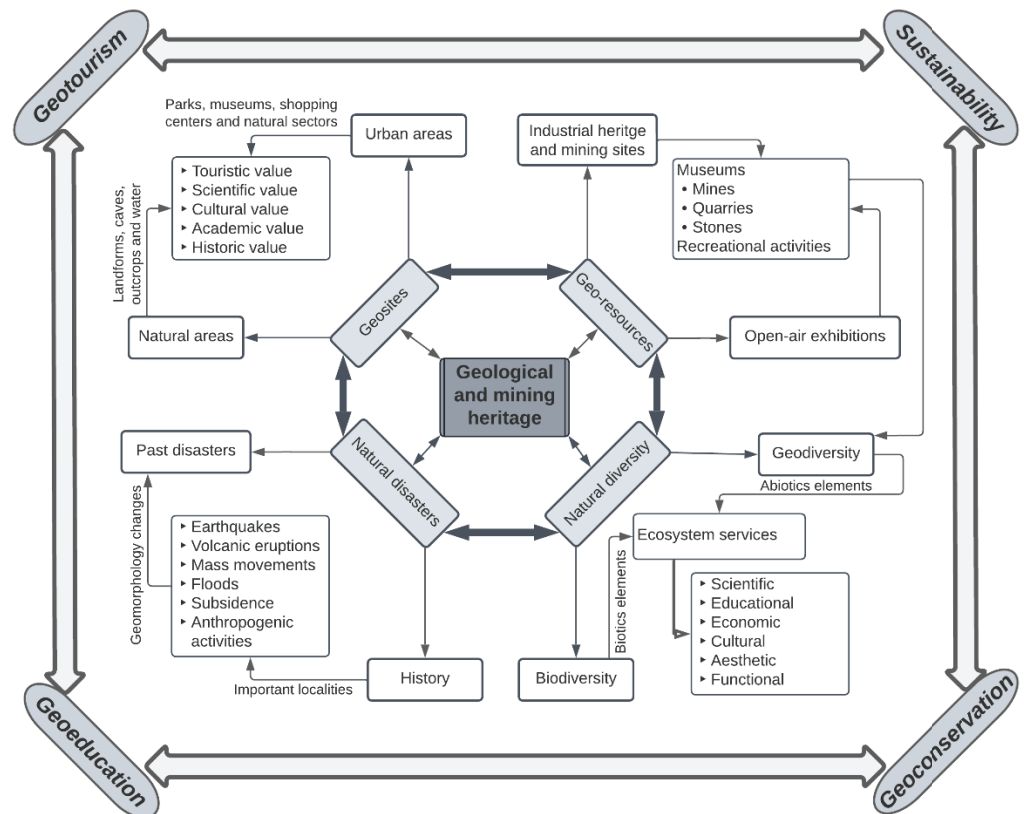 Geotourism
Sustainability
Parks, museums, shopping
centers and natural sectors
Urban areas
Industrial heritge
and mining sites
‣ Touristic value
‣ Scientific value
‣ Cultural value
‣ Academic value
‣ Historic value
Museums
• Mines
• Quarries
• Stones
Recreational activities
Landforms, caves,
outcrops and water
Geosites
Geo-resources
Natural areas
Open-air exhibitions
Geological
and mining
heritage
Past disasters
Natural disasters
Natural diversity
Geodiversity
Abiotics elements
Geomorphology changes
‣ Earthquakes
‣ Volcanic eruptions
‣ Mass movements
‣ Floods
‣ Subsidence
‣ Anthropogenic
activities
Ecosystem services
Biotics elements
‣ Scientific
‣ Educational
‣ Economic
‣ Cultural
‣ Aesthetic
‣ Functional
Important localities
History
Biodiversity
Geoeducation
Geoconservation